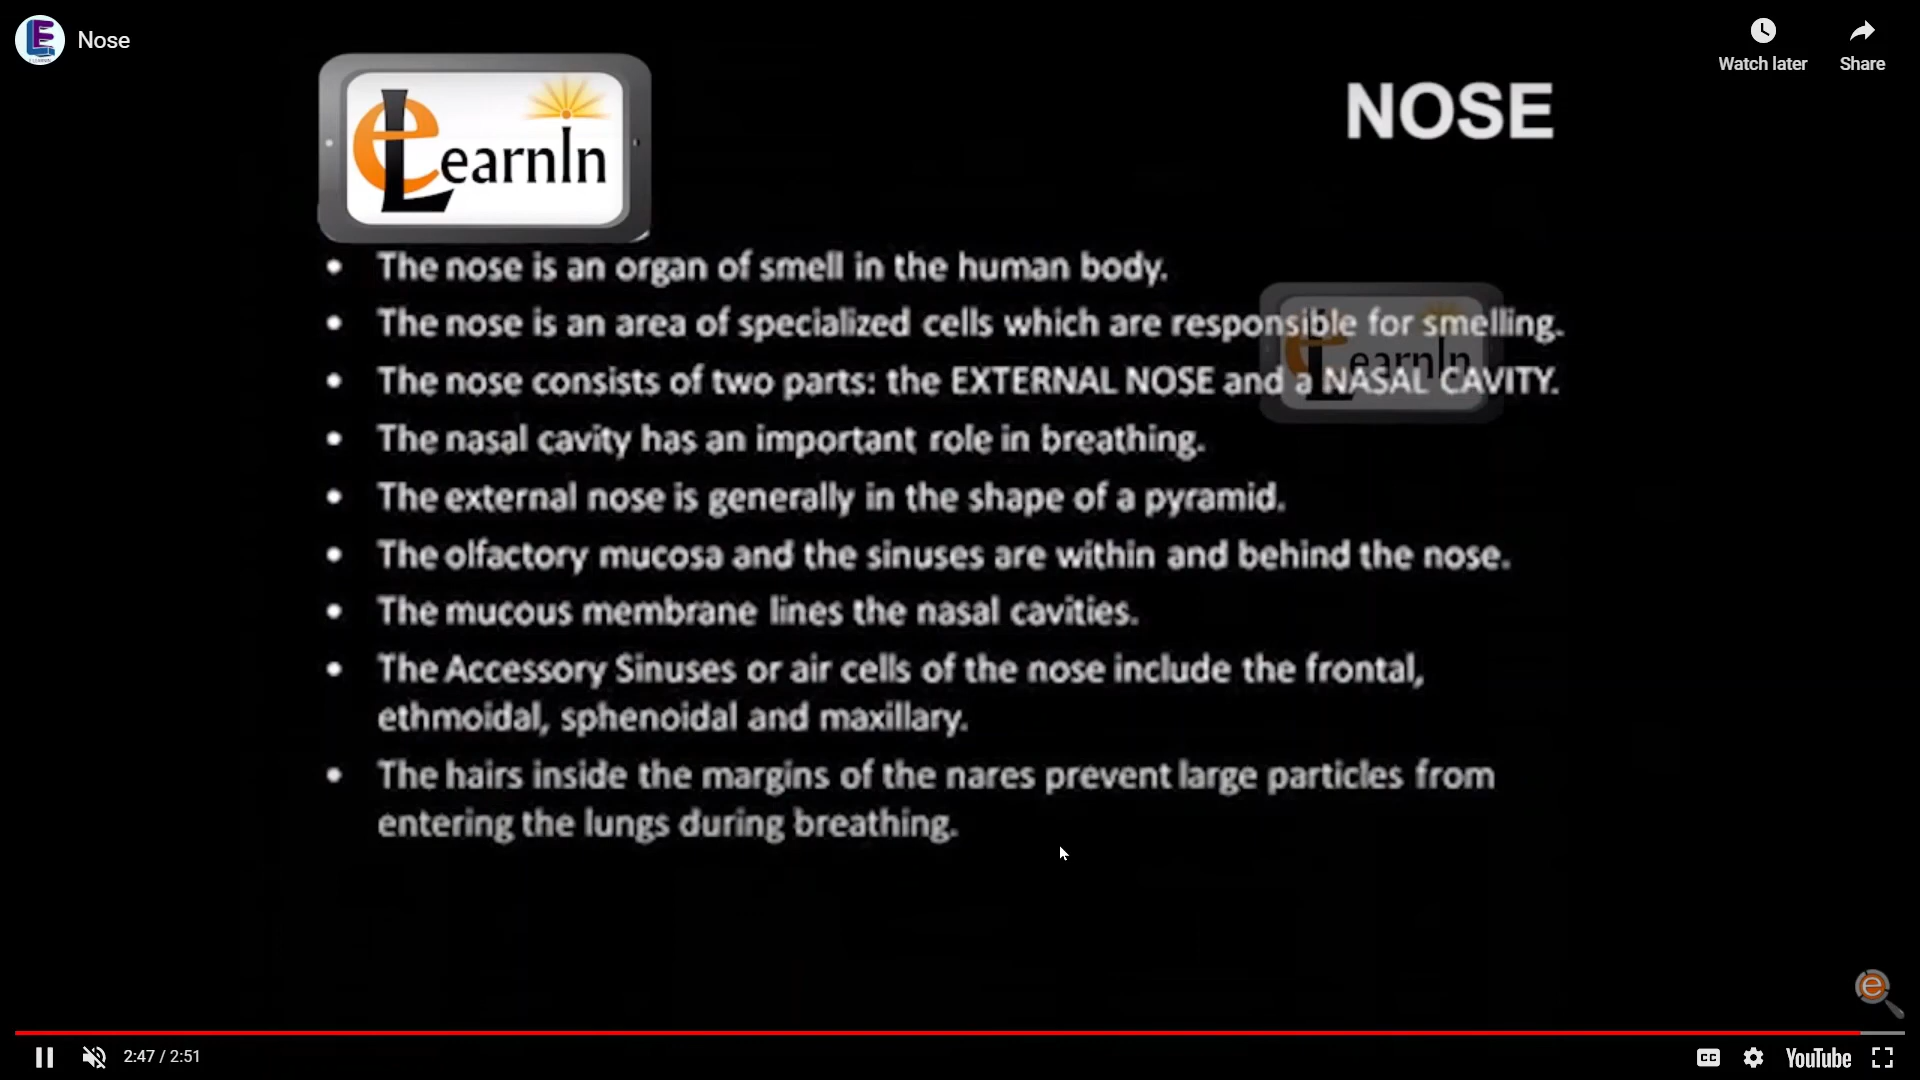 Nose
Watch later
Share
eLearnIn
NOSE
• The nose is an organ of smell in the human body.
• The nose is an area of specialized cells which are responsible for smelling.
eLearnIn
• The nose consists of two parts: the EXTERNAL NOSE and a NASAL CAVITY.
• The nasal cavity has an important role in breathing.
• The external nose is generally in the shape of a pyramid.
• The olfactory mucosa and the sinuses are within and behind the nose.
• The mucous membrane lines the nasal cavities.
• The Accessory Sinuses or air cells of the nose include the frontal,
ethmoidal, sphenoidal and maxillary.
• The hairs inside the margins of the nares prevent large particles from
entering the lungs during breathing.
e
2:47 / 2:51
CC
YouTube